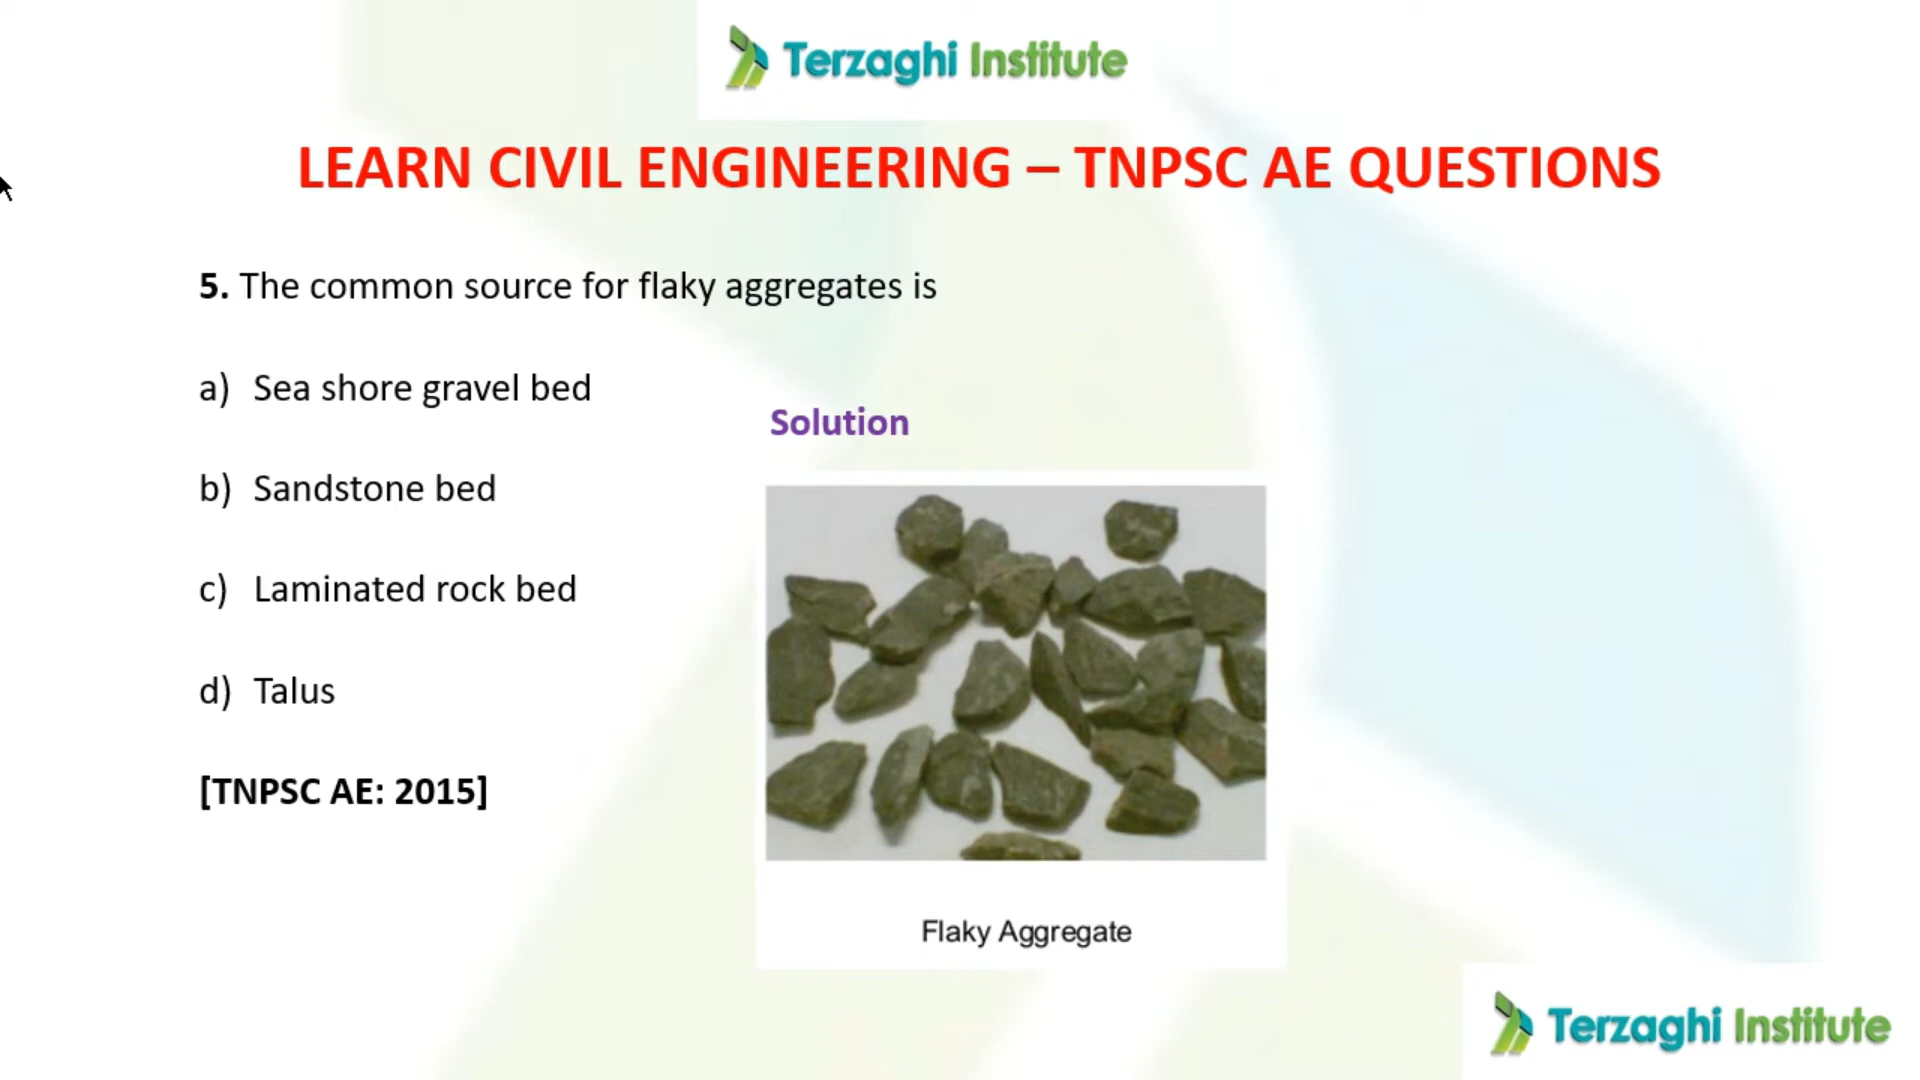 Terzaghi Institute
LEARN CIVIL ENGINEERING – TNPSC AE QUESTIONS
5. The common source for flaky aggregates is
a) Sea shore gravel bed
b) Sandstone bed
c) Laminated rock bed
d) Talus
[TNPSC AE: 2015]
Solution
Flaky Aggregate
Terzaghi Institute